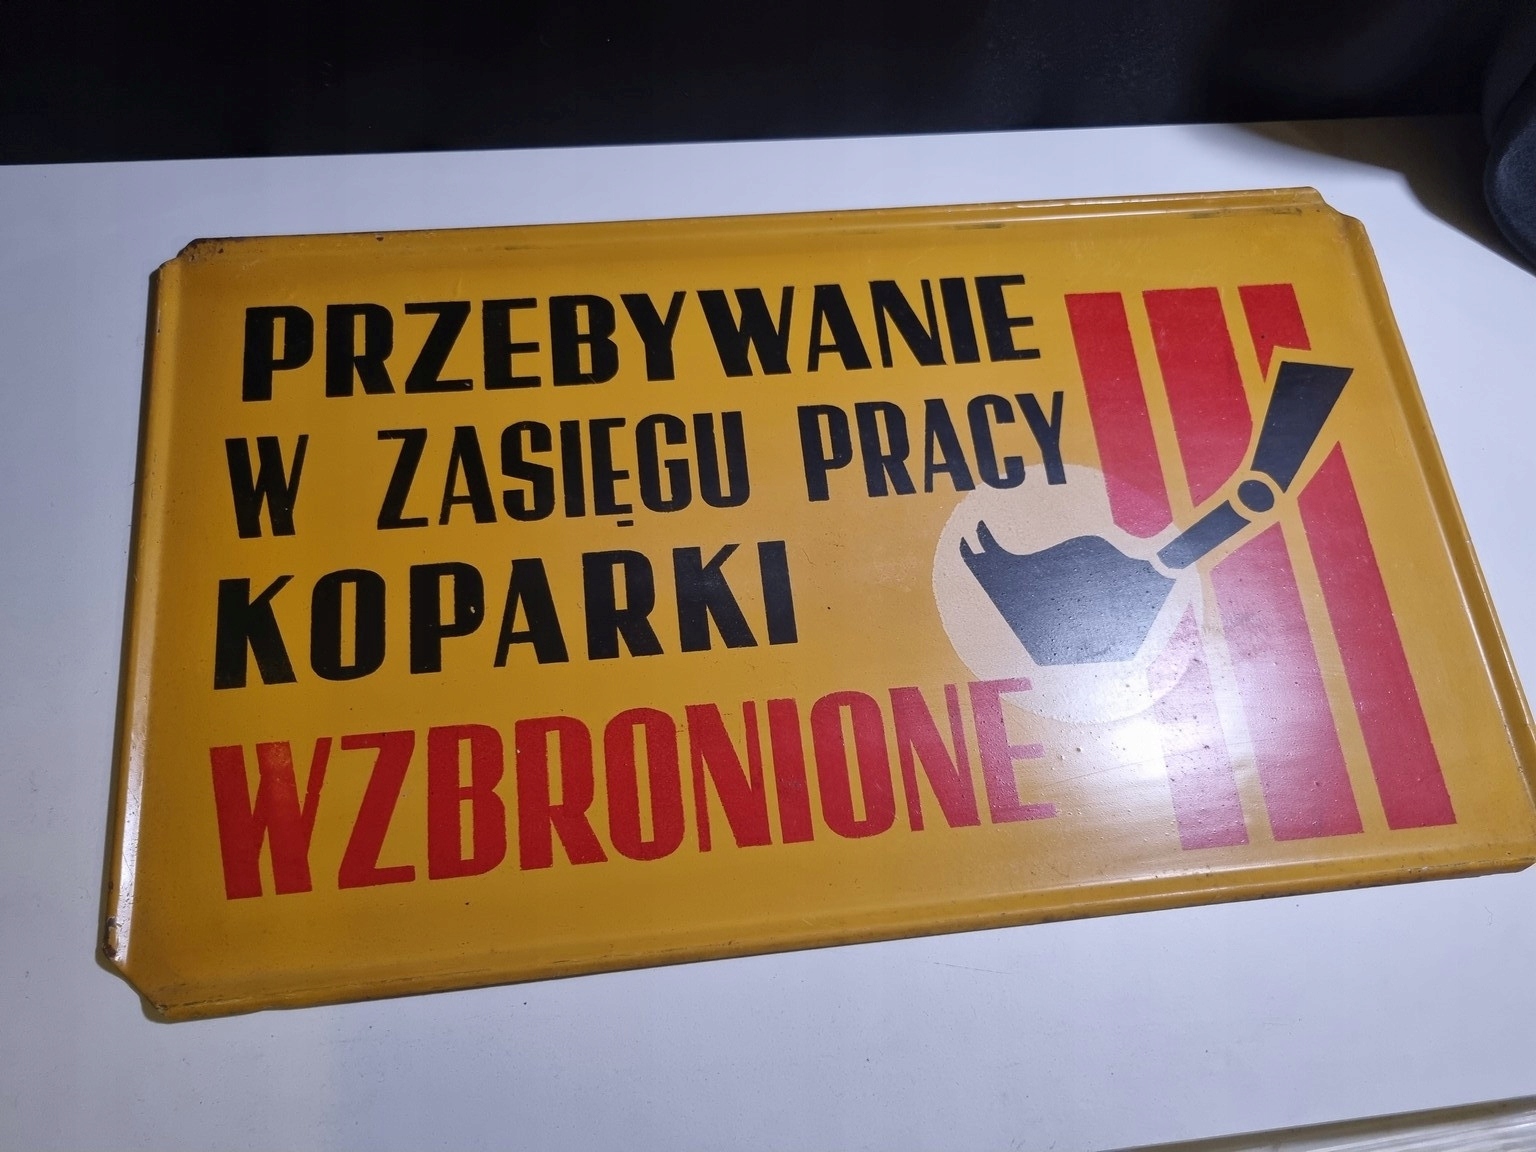 PRZEBYWANIE
W ZASIĘGU PRACY
KOPARKI
WZBRONIONE